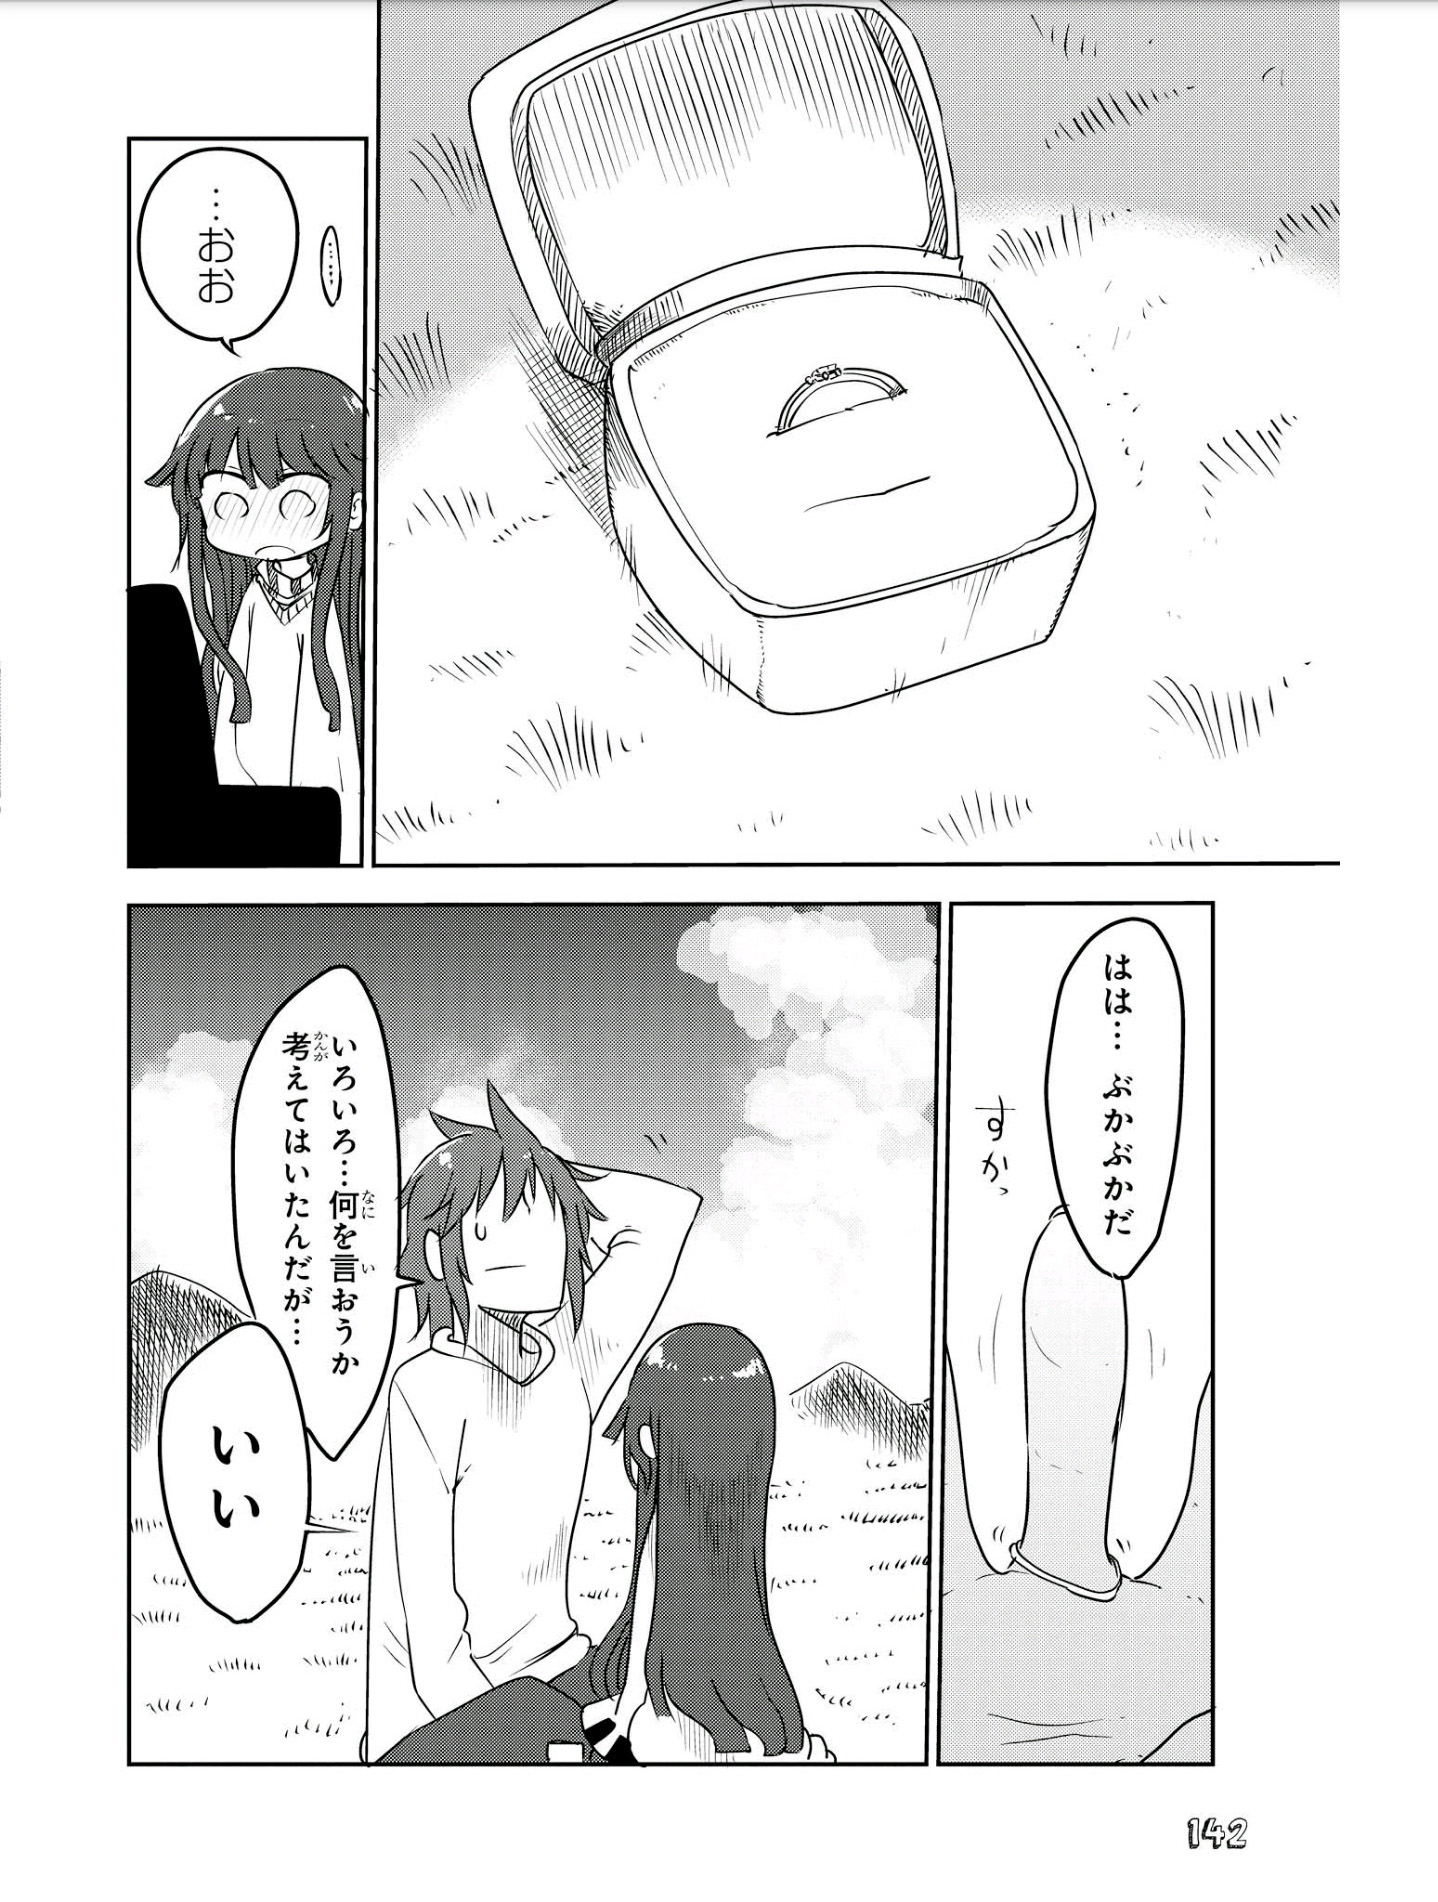 ……
…おお
はは… ぶかぶかだ
すかっ
いろいろ…何を言おうか
考えてはいたんだが…
いい
142